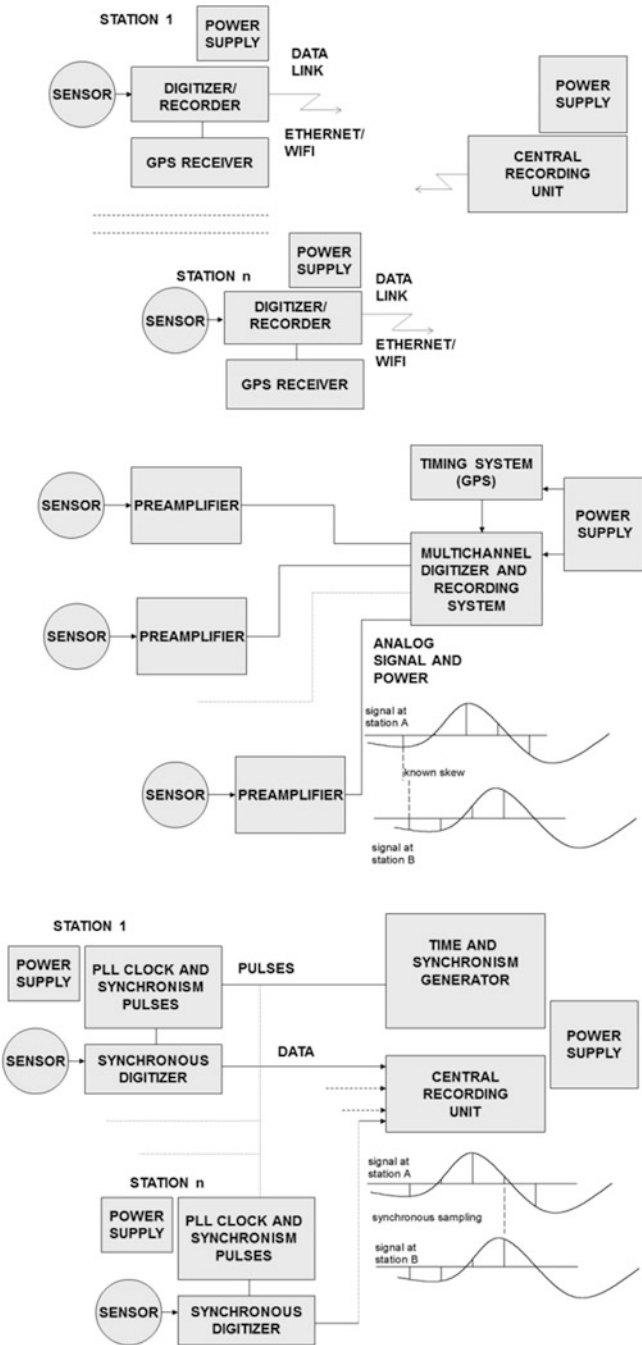 STATION 1
POWER
SUPPLY
DATA
LINK
SENSOR
DIGITIZER/
RECORDER
ETHERNET/
WIFI
GPS RECEIVER
POWER
SUPPLY
CENTRAL
RECORDING
UNIT
STATION n
POWER
SUPPLY
DATA
LINK
SENSOR
DIGITIZER/
RECORDER
ETHERNET/
WIFI
GPS RECEIVER
SENSOR
PREAMPLIFIER
TIMING SYSTEM
(GPS)
POWER
SUPPLY
MULTICHANNEL
DIGITIZER AND
RECORDING
SYSTEM
SENSOR
PREAMPLIFIER
ANALOG
SIGNAL AND
POWER
signal at
station A
known skew
SENSOR
PREAMPLIFIER
signal at
station B
STATION 1
POWER
SUPPLY
PLL CLOCK AND
SYNCHRONISM
PULSES
PULSES
TIME AND
SYNCHRONISM
GENERATOR
POWER
SUPPLY
SENSOR
SYNCHRONOUS
DIGITIZER
DATA
CENTRAL
RECORDING
UNIT
signal at
station A
synchronous sampling
signal at
station B
STATION n
POWER
SUPPLY
PLL CLOCK AND
SYNCHRONISM
PULSES
SENSOR
SYNCHRONOUS
DIGITIZER